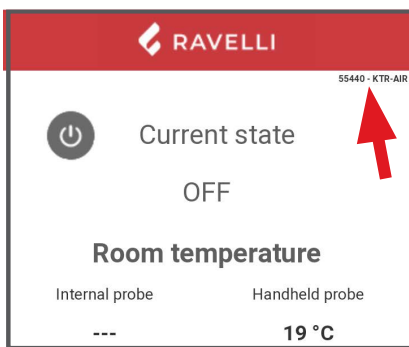 RAVELLI
55440 - KTR-AIR
Current state
OFF
Room temperature
Internal probe Handheld probe
--- 19 °C